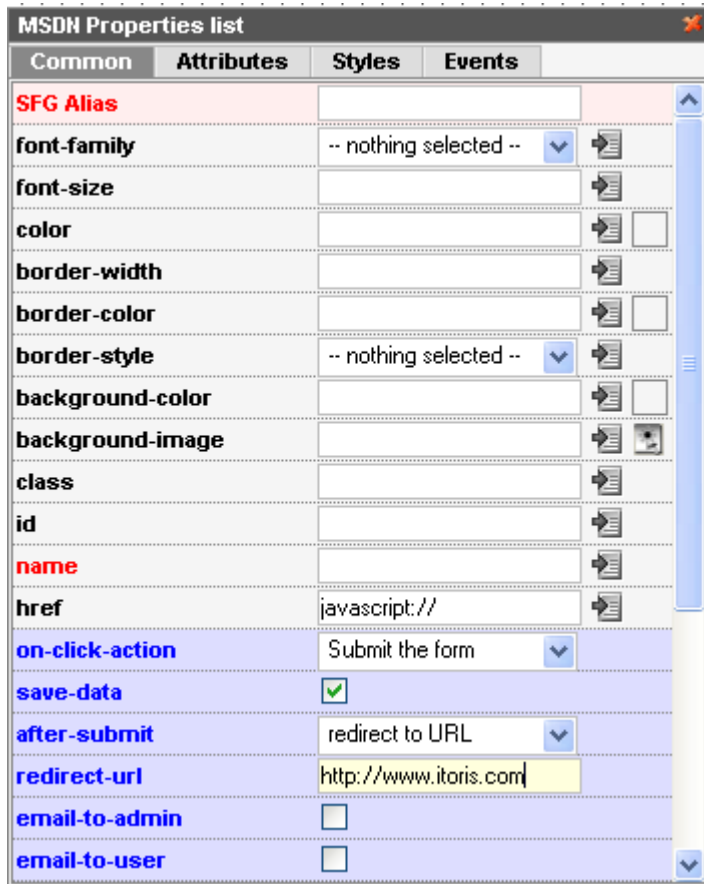 MSDN Properties list
Common Attributes Styles Events
SFG Alias
font-family -- nothing selected --
font-size
color
border-width
border-color
border-style -- nothing selected --
background-color
background-image
class
id
name
href javascript://
on-click-action Submit the form
save-data
after-submit redirect to URL
redirect-url http://www.itoris.com
email-to-admin
email-to-user